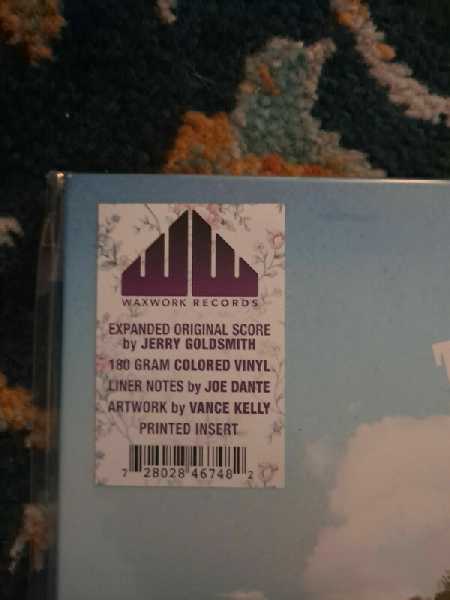 WAXWORK RECORDS
EXPANDED ORIGINAL SCORE
by JERRY GOLDSMITH
180 GRAM COLORED VINYL
LINER NOTES by JOE DANTE
ARTWORK by VANCE KELLY
PRINTED INSERT
7 28028 46748 2